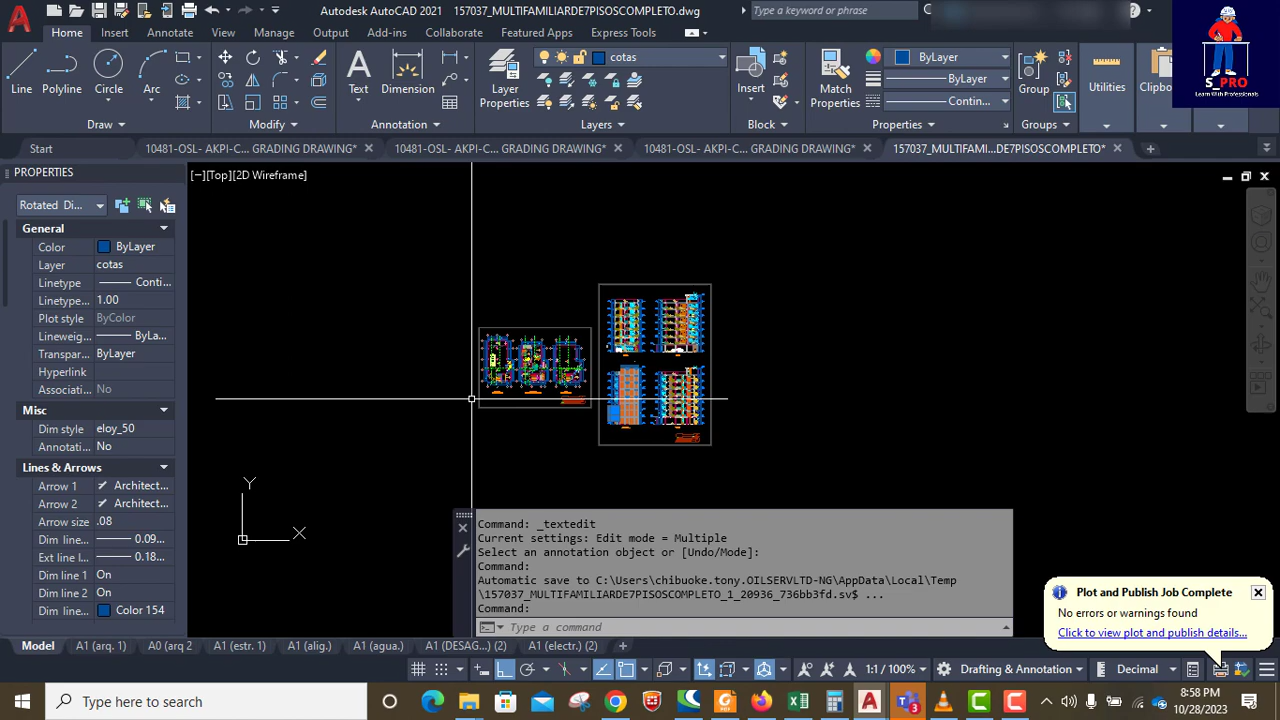 Autodesk AutoCAD 2021 157037_MULTIFAMILIARDE7PISOSCOMPLETO.dwg Type a keyword or phrase
Home Insert Annotate View Insert Manage Output Add-ins Collaborate Featured Apps Express Tools
Line Polyline Circle Arc Text Dimension Layer Properties cotas Insert Match Properties ByLayer ByLayer Contin... Group Utilities Clipb
Draw Modify Annotation Layers Block Properties Groups
S_PRO
Learn With Professionals
Start 10481-OSL- AKPI-C... GRADING DRAWING* 10481-OSL- AKPI-C... GRADING DRAWING* 10481-OSL- AKPI-C... GRADING DRAWING* 157037_MULTIFAMI...DE7PISOSCOMPLETO*
PROPERTIES
[−][Top][2D Wireframe]
Rotated Di...
General
Color ByLayer
Layer cotas
Linetype Conti...
Linetype... 1.00
Plot style ByColor
Lineweig... ByLa...
Transpar... ByLayer
Hyperlink
Associati... No
Misc
Dim style eloy_50
Annotati... No
Lines & Arrows
Arrow 1 Architect...
Arrow 2 Architect...
Arrow size .08
Dim line... 0.09...
Ext line l... 0.18...
Dim line 1 On
Dim line 2 On
Dim line... Color 154
Y
X
Command: _textedit
Current settings: Edit mode = Multiple
Select an annotation object or [Undo/Mode]:
Command:
Automatic save to C:\Users\chibuoke.tony.OILSERVLTD-NG\AppData\Local\Temp
\157037_MULTIFAMILIARDE7PISOSCOMPLETO_1_20936_736bb3fd.sv$ ...
Command:
Type a command
Plot and Publish Job Complete
No errors or warnings found
Click to view plot and publish details...
Model A1 (arq. 1) A0 (arq 2 A1 (estr. 1) A1 (alig.) A1 (agua.) A1 (DESAG...) (2) A1 (electr.) (2)
1:1 / 100% Drafting & Annotation Decimal
Type here to search
3
8:58 PM
10/28/2023